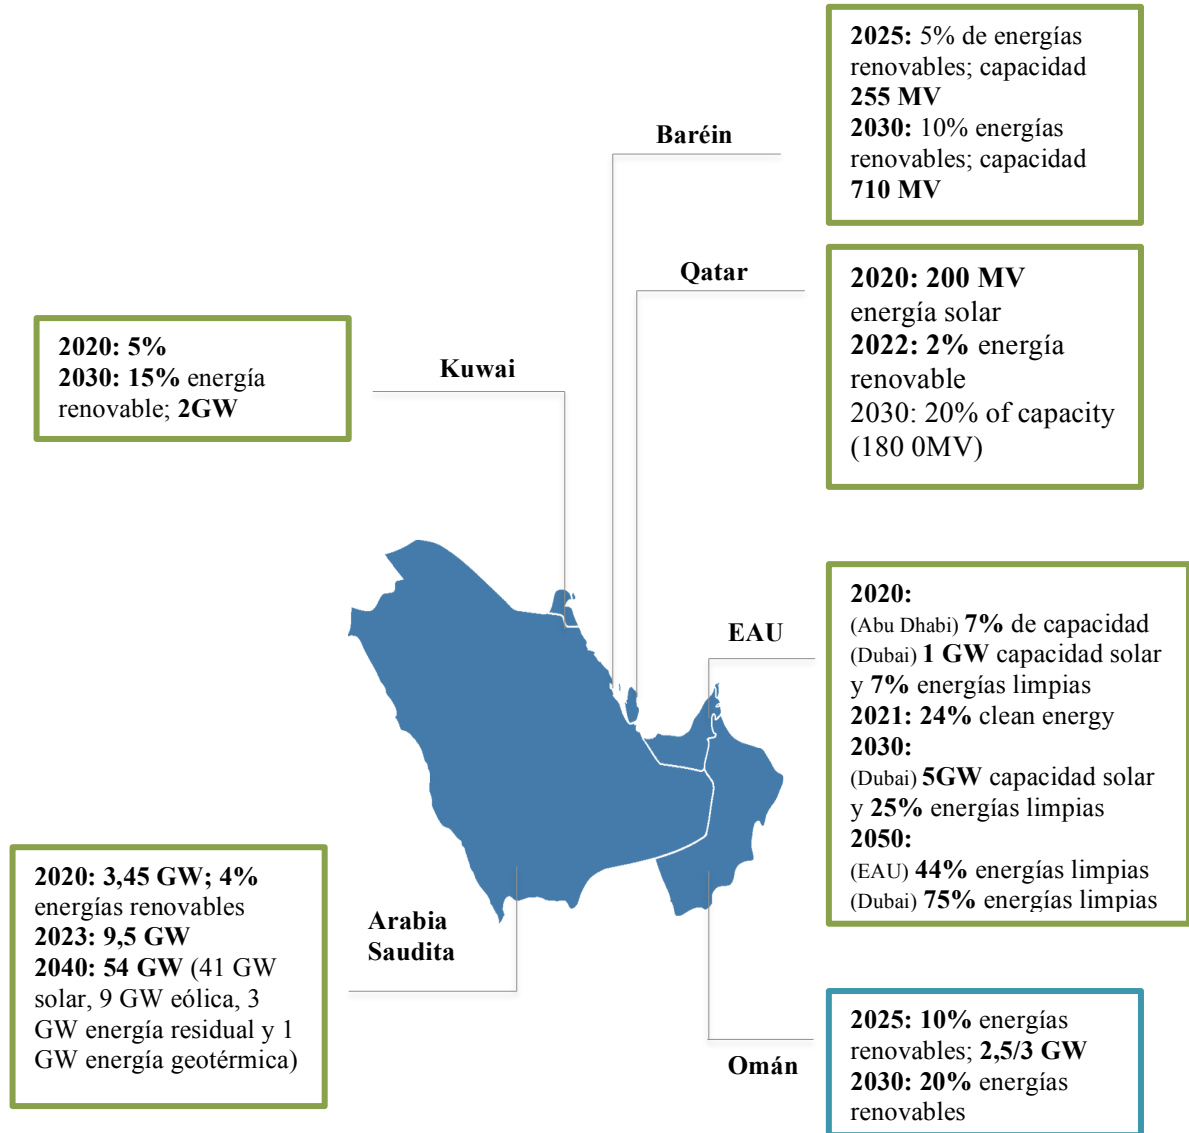 2025: 5% de energías
renovables; capacidad
255 MV
2030: 10% energías
renovables; capacidad
710 MV
Baréin
Qatar
2020: 200 MV
energía solar
2022: 2% energía
renovable
2030: 20% of capacity
(180 0MV)
2020: 5%
2030: 15% energía
renovable; 2GW
Kuwai
EAU
2020:
(Abu Dhabi) 7% de capacidad
(Dubai) 1 GW capacidad solar
y 7% energías limpias
2021: 24% clean energy
2030:
(Dubai) 5GW capacidad solar
y 25% energías limpias
2050:
(EAU) 44% energías limpias
(Dubai) 75% energías limpias
2020: 3,45 GW; 4%
energías renovables
2023: 9,5 GW
2040: 54 GW (41 GW
solar, 9 GW eólica, 3
GW energía residual y 1
GW energía geotérmica)
Arabia
Saudita
Omán
2025: 10% energías
renovables; 2,5/3 GW
2030: 20% energías
renovables